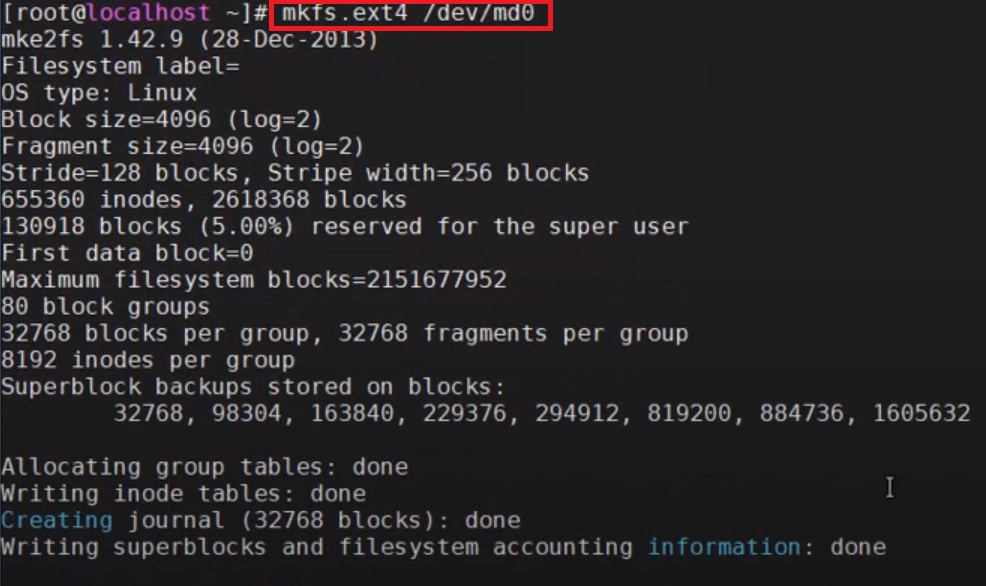 [root@localhost ~]# mkfs.ext4 /dev/md0
mke2fs 1.42.9 (28-Dec-2013)
Filesystem label=
OS type: Linux
Block size=4096 (log=2)
Fragment size=4096 (log=2)
Stride=128 blocks, Stripe width=256 blocks
655360 inodes, 2618368 blocks
130918 blocks (5.00%) reserved for the super user
First data block=0
Maximum filesystem blocks=2151677952
80 block groups
32768 blocks per group, 32768 fragments per group
8192 inodes per group
Superblock backups stored on blocks:
32768, 98304, 163840, 229376, 294912, 819200, 884736, 1605632
Allocating group tables: done
Writing inode tables: done
Creating journal (32768 blocks): done
Writing superblocks and filesystem accounting information: done